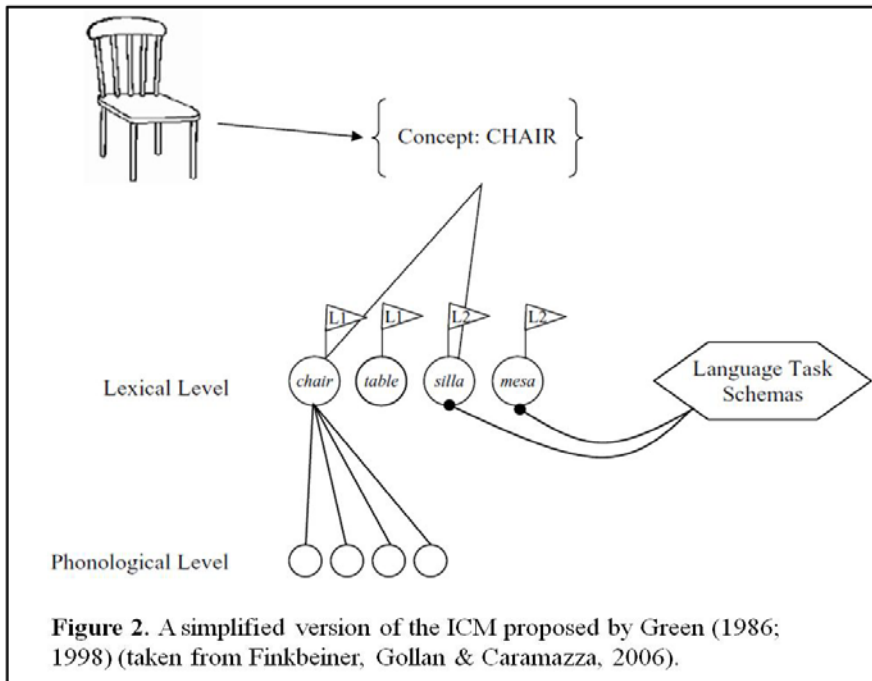 Concept: CHAIR
L1 L1 L2 L2
Lexical Level chair table silla mesa
Language Task
Schemas
Phonological Level
Figure 2. A simplified version of the ICM proposed by Green (1986;
1998) (taken from Finkbeiner, Gollan & Caramazza, 2006).